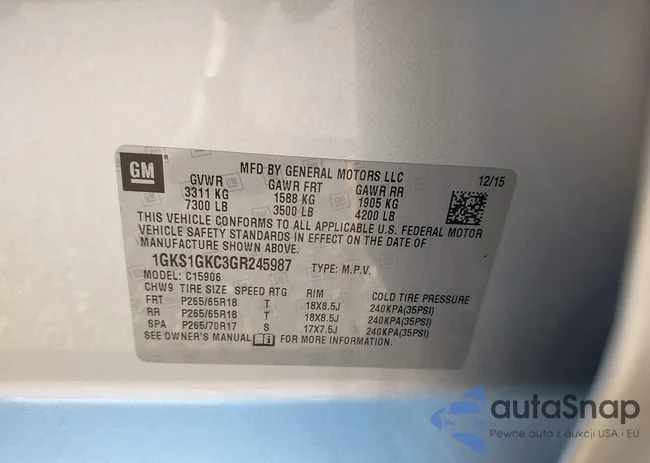 GM
MFD BY GENERAL MOTORS LLC
12/15
GVWR GAWR FRT GAWR RR
3311 KG 1588 KG 1905 KG
7300 LB 3500 LB 4200 LB
THIS VEHICLE CONFORMS TO ALL APPLICABLE U.S. FEDERAL MOTOR
VEHICLE SAFETY STANDARDS IN EFFECT ON THE DATE OF
MANUFACTURE SHOWN ABOVE.
1GKS1GKC3GR245987 TYPE: M.P.V.
MODEL: C15906
CHW9 TIRE SIZE SPEED RTG RIM COLD TIRE PRESSURE
FRT P265/65R18 T 18X8.5J 240KPA(35PSI)
RR P265/65R18 T 18X8.5J 240KPA(35PSI)
SPA P265/70R17 S 17X7.5J 240KPA(35PSI)
SEE OWNER'S MANUAL FOR MORE INFORMATION.
autaSnap
Pewne auta z aukcji USA i EU